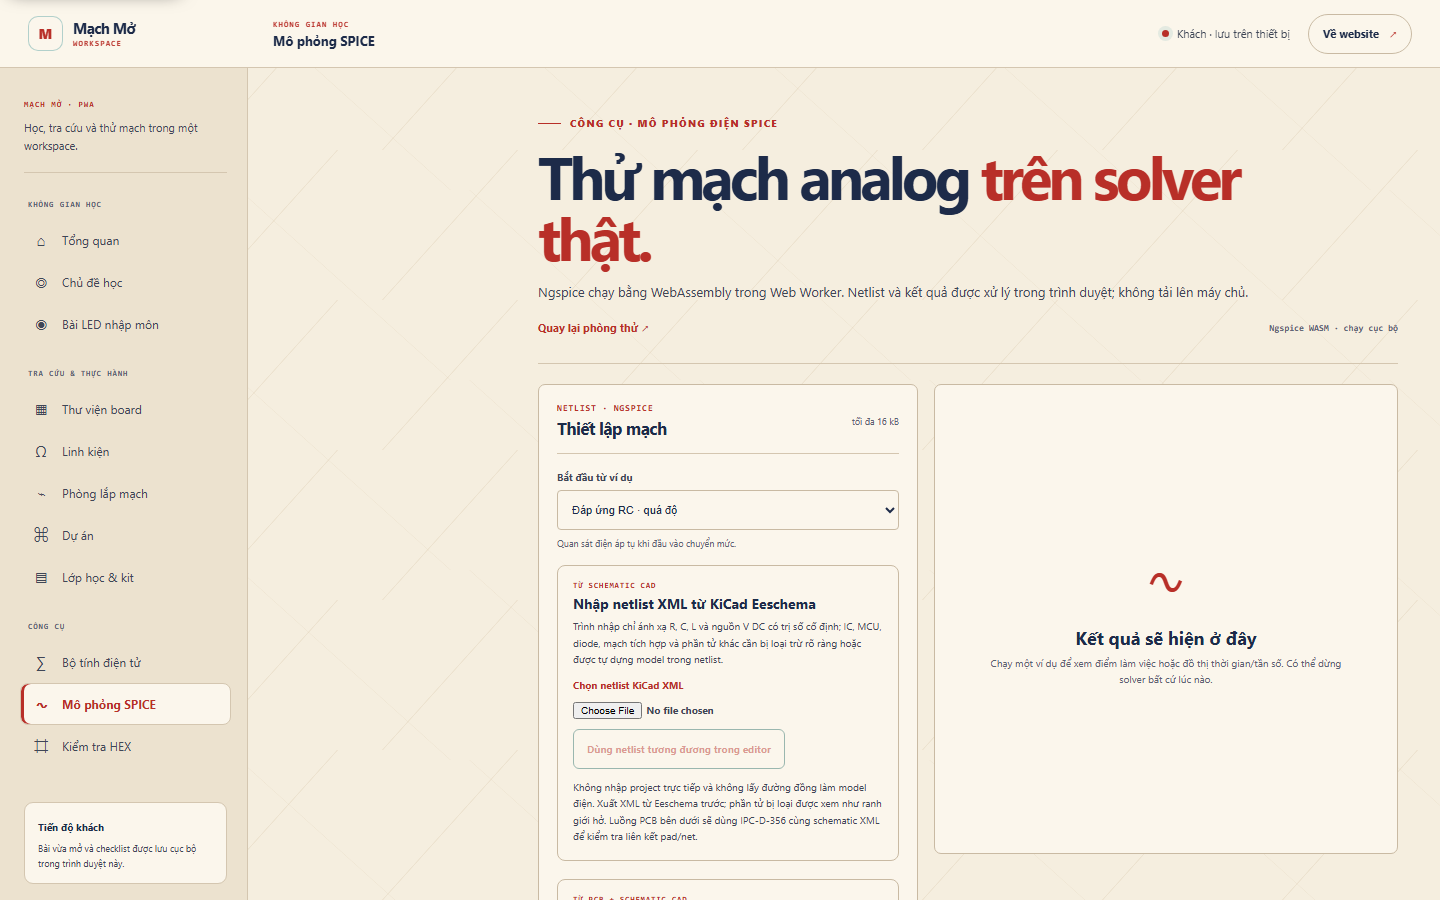 M
Mạch Mở
WORKSPACE
KHÔNG GIAN HỌC
Mô phỏng SPICE
Khách · lưu trên thiết bị
Về website ↗
MẠCH MỞ · PWA
Học, tra cứu và thử mạch trong một
workspace.
KHÔNG GIAN HỌC
Tổng quan
Chủ đề học
Bài LED nhập môn
TRA CỨU & THỰC HÀNH
Thư viện board
Ω Linh kiện
Phòng lắp mạch
⌘ Dự án
Lớp học & kit
CÔNG CỤ
∑ Bộ tính điện tử
∿ Mô phỏng SPICE
Kiểm tra HEX
Tiến độ khách
Bài vừa mở và checklist được lưu cục bộ
trong trình duyệt này.
CÔNG CỤ · MÔ PHỎNG ĐIỆN SPICE
Thử mạch analog trên solver
thật.
Ngspice chạy bằng WebAssembly trong Web Worker. Netlist và kết quả được xử lý trong trình duyệt; không tải lên máy chủ.
Quay lại phòng thử ↗
Ngspice WASM · chạy cục bộ
NETLIST · NGSPICE
Thiết lập mạch
tối đa 16 kB
Bắt đầu từ ví dụ
Đáp ứng RC · quá độ
Quan sát điện áp tụ khi đầu vào chuyển mức.
TỪ SCHEMATIC CAD
Nhập netlist XML từ KiCad Eeschema
Trình nhập chỉ ánh xạ R, C, L và nguồn V DC có trị số cố định; IC, MCU,
diode, mạch tích hợp và phần tử khác cần bị loại trừ rõ ràng hoặc
được tự dựng model trong netlist.
Chọn netlist KiCad XML
Choose File No file chosen
Dùng netlist tương đương trong editor
Không nhập project trực tiếp và không lấy đường đồng làm model
điện. Xuất XML từ Eeschema trước; phần tử bị loại được xem như ranh
giới hở. Luồng PCB bên dưới sẽ dùng IPC-D-356 cùng schematic XML
để kiểm tra liên kết pad/net.
TỪ PCB + SCHEMATIC CAD
∿
Kết quả sẽ hiện ở đây
Chạy một ví dụ để xem điểm làm việc hoặc đồ thị thời gian/tần số. Có thể dừng
solver bất cứ lúc nào.